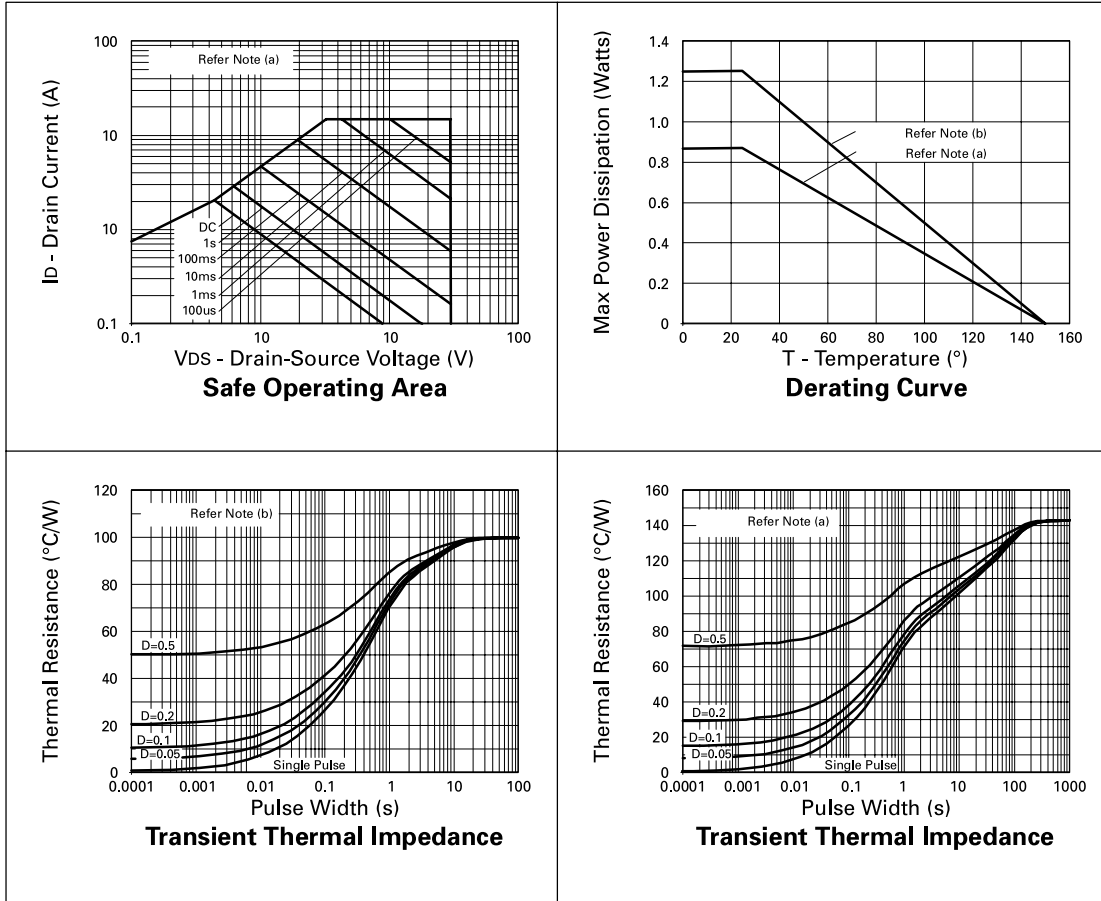 100
10
10
0.1
ID - Drain Current (A)
Refer Note (a)
DC
1s
100ms
10ms
1ms
100us
0.1 10 10 100
VDS - Drain-Source Voltage (V)
Safe Operating Area
1.4
1.2
1.0
0.8
0.6
0.4
0.2
0
Max Power Dissipation (Watts)
Refer Note (b)
Refer Note (a)
0 20 40 60 80 100 120 140 160
T - Temperature (°)
Derating Curve
120
100
80
60
40
20
0
Thermal Resistance (°C/W)
Refer Note (b)
D=0.5
D=0.2
D=0.1
D=0.05
Single Pulse
0.0001 0.001 0.01 0.1 1 10 100
Pulse Width (s)
Transient Thermal Impedance
160
140
120
100
80
60
40
20
0
Thermal Resistance (°C/W)
Refer Note (a)
D=0.5
D=0.2
D=0.1
D=0.05
Single Pulse
0.0001 0.001 0.01 0.1 1 10 100 1000
Pulse Width (s)
Transient Thermal Impedance